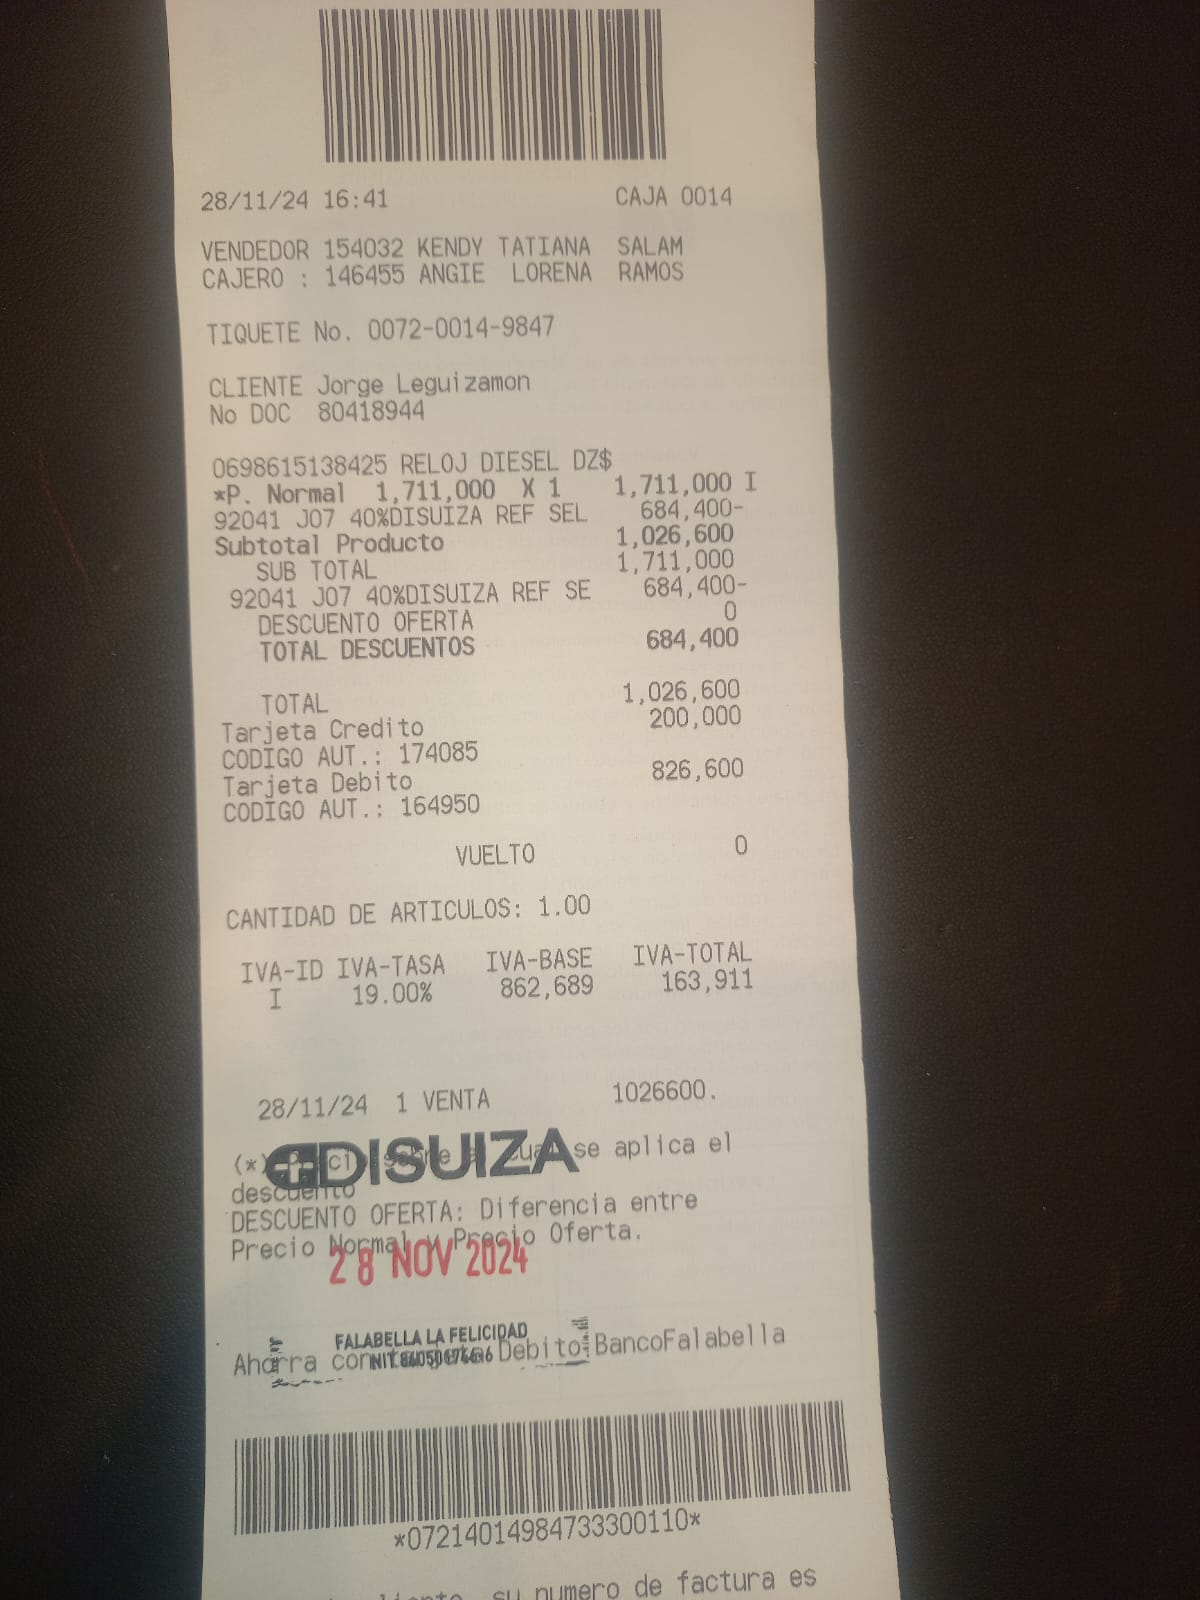 28/11/24 16:41 CAJA 0014
VENDEDOR 154032 KENDY TATIANA SALAM
CAJERO : 146455 ANGIE LORENA RAMOS
TIQUETE No. 0072-0014-9847
CLIENTE Jorge Leguizamon
No DOC 80418944
0698615138425 RELOJ DIESEL DZ$
*P. Normal 1,711,000 X 1 1,711,000 I
92041 J07 40%DISUIZA REF SEL 684,400-
Subtotal Producto 1,026,600
SUB TOTAL 1,711,000
92041 J07 40%DISUIZA REF SE 684,400-
DESCUENTO OFERTA 0
TOTAL DESCUENTOS 684,400
TOTAL 1,026,600
Tarjeta Credito 200,000
CODIGO AUT.: 174085
Tarjeta Debito 826,600
CODIGO AUT.: 164950
VUELTO 0
CANTIDAD DE ARTICULOS: 1.00
IVA-ID IVA-TASA IVA-BASE IVA-TOTAL
I 19.00% 862,689 163,911
28/11/24 1 VENTA 1026600.
DISUIZA
(*) se aplica el
descuento
DESCUENTO OFERTA: Diferencia entre
Precio Normal y Precio Oferta.
28 NOV 2024
FALABELLA LA FELICIDAD
Ahorra Debito BancoFalabella
*07214014984733300110*
su numero de factura es